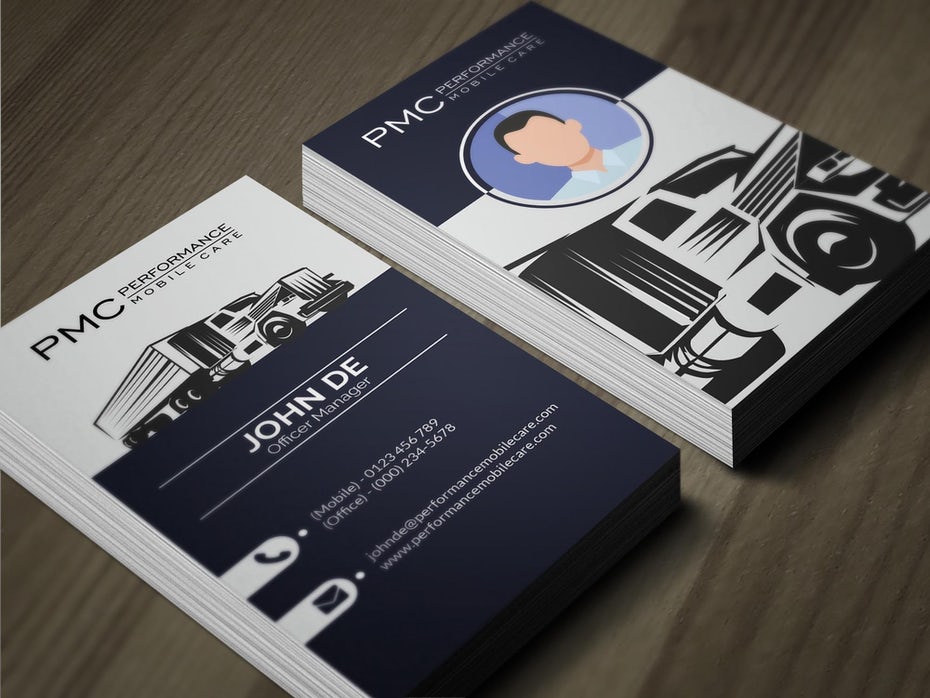 PMC PERFORMANCE
MOBILE CARE
PMC PERFORMANCE
MOBILE CARE
JOHN DE
Officer Manager
(Mobile) - 0123 456 789
(Office) - (000) 234-5678
johnde@performancemobilecare.com
www.performancemobilecare.com